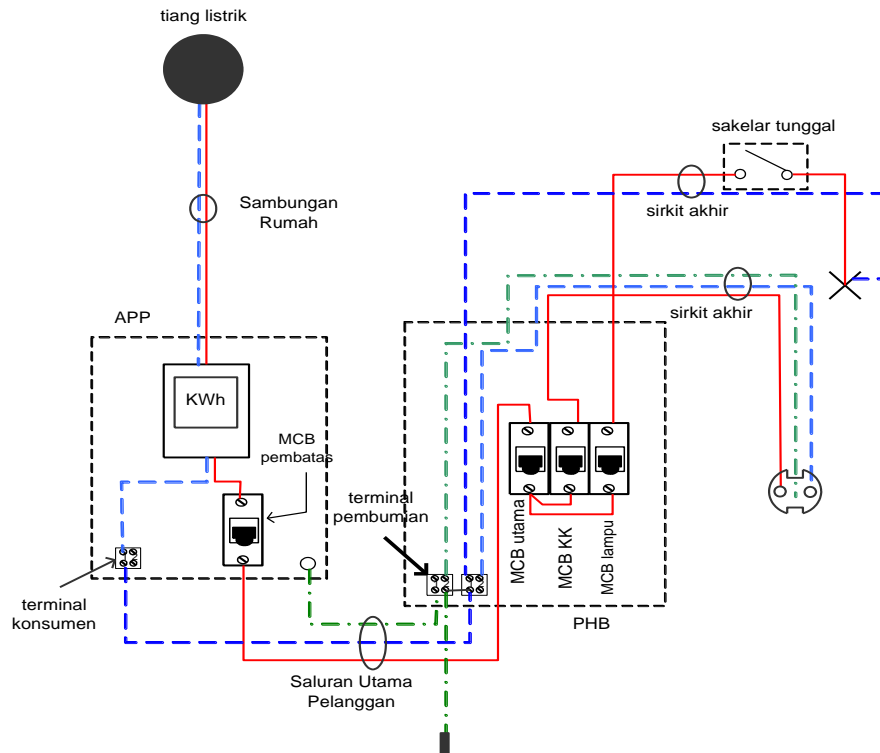 tiang listrik
sakelar tunggal
Sambungan
Rumah
sirkit akhir
sirkit akhir
APP
KWh
MCB
pembatas
terminal
pembumian
MCB utama
MCB KK
MCB lampu
terminal
konsumen
PHB
Saluran Utama
Pelanggan